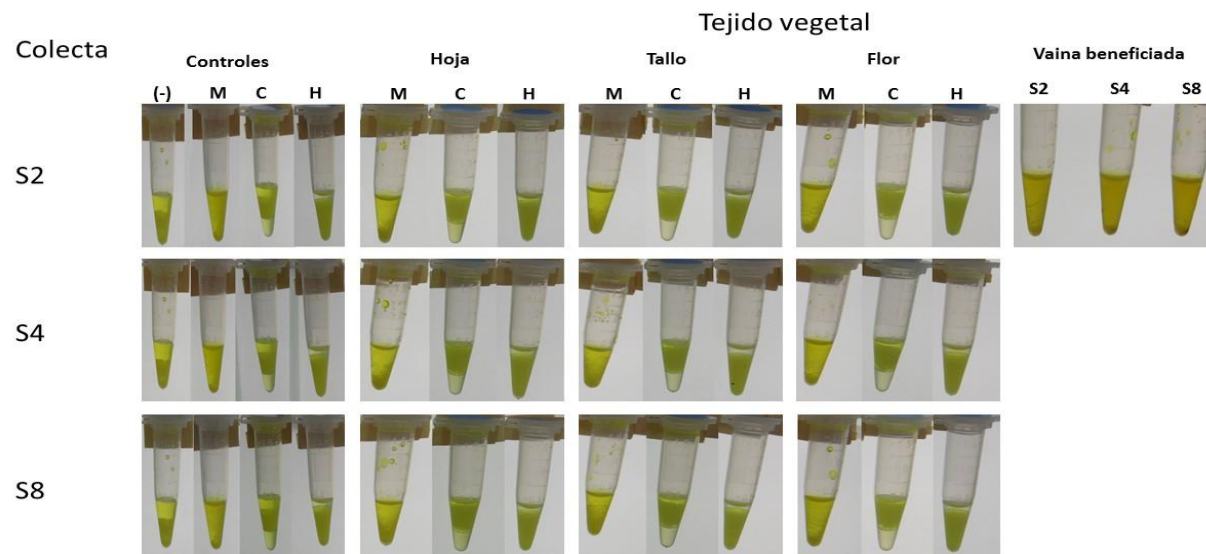 Tejido vegetal
Colecta
Controles Hoja Tallo Flor Vaina beneficiada
(-) M C H M C H M C H M C H S2 S4 S8
S2
S4
S8